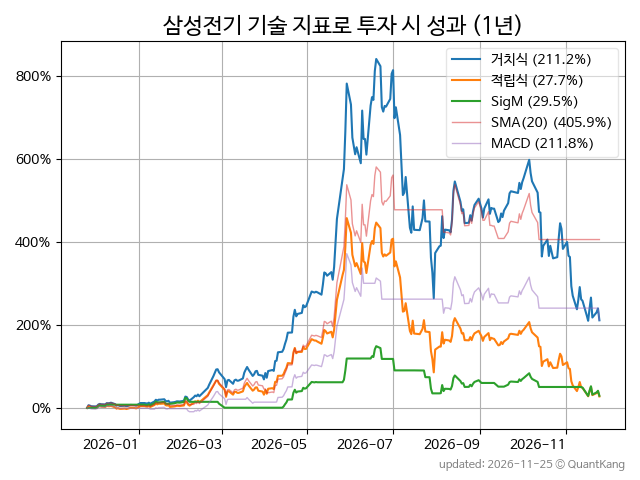 삼성전기 기술 지표로 투자 시 성과 (1년)
거치식 (211.2%)
적립식 (27.7%)
SigM (29.5%)
SMA(20) (405.9%)
MACD (211.8%)
800%
600%
400%
200%
0%
2026-01
2026-03
2026-05
2026-07
2026-09
2026-11
updated: 2026-11-25 © QuantKang